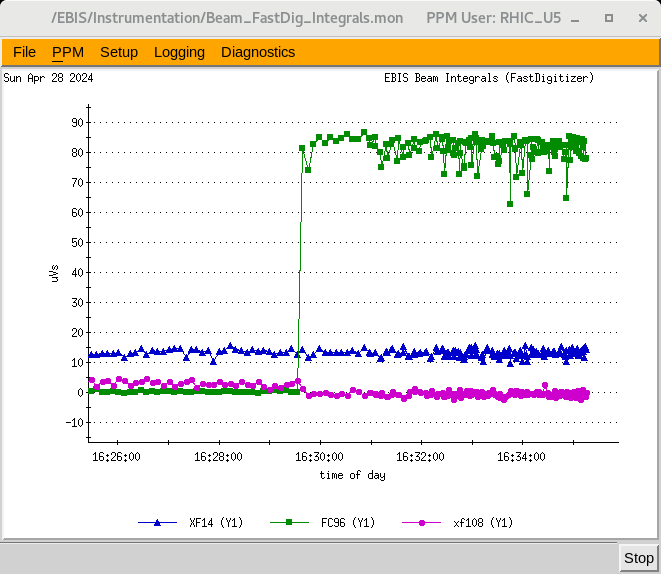 /EBIS/Instrumentation/Beam_FastDig_Integrals.mon PPM User: RHIC_U5
File PPM Setup Logging Diagnostics
Sun Apr 28 2024 EBIS Beam Integrals (FastDigitizer)
90
80
70
60
50
40
30
20
10
0
-10
uVs
16:26:00 16:28:00 16:30:00 16:32:00 16:34:00
time of day
XF14 (Y1) FC96 (Y1) xf108 (Y1)
Stop